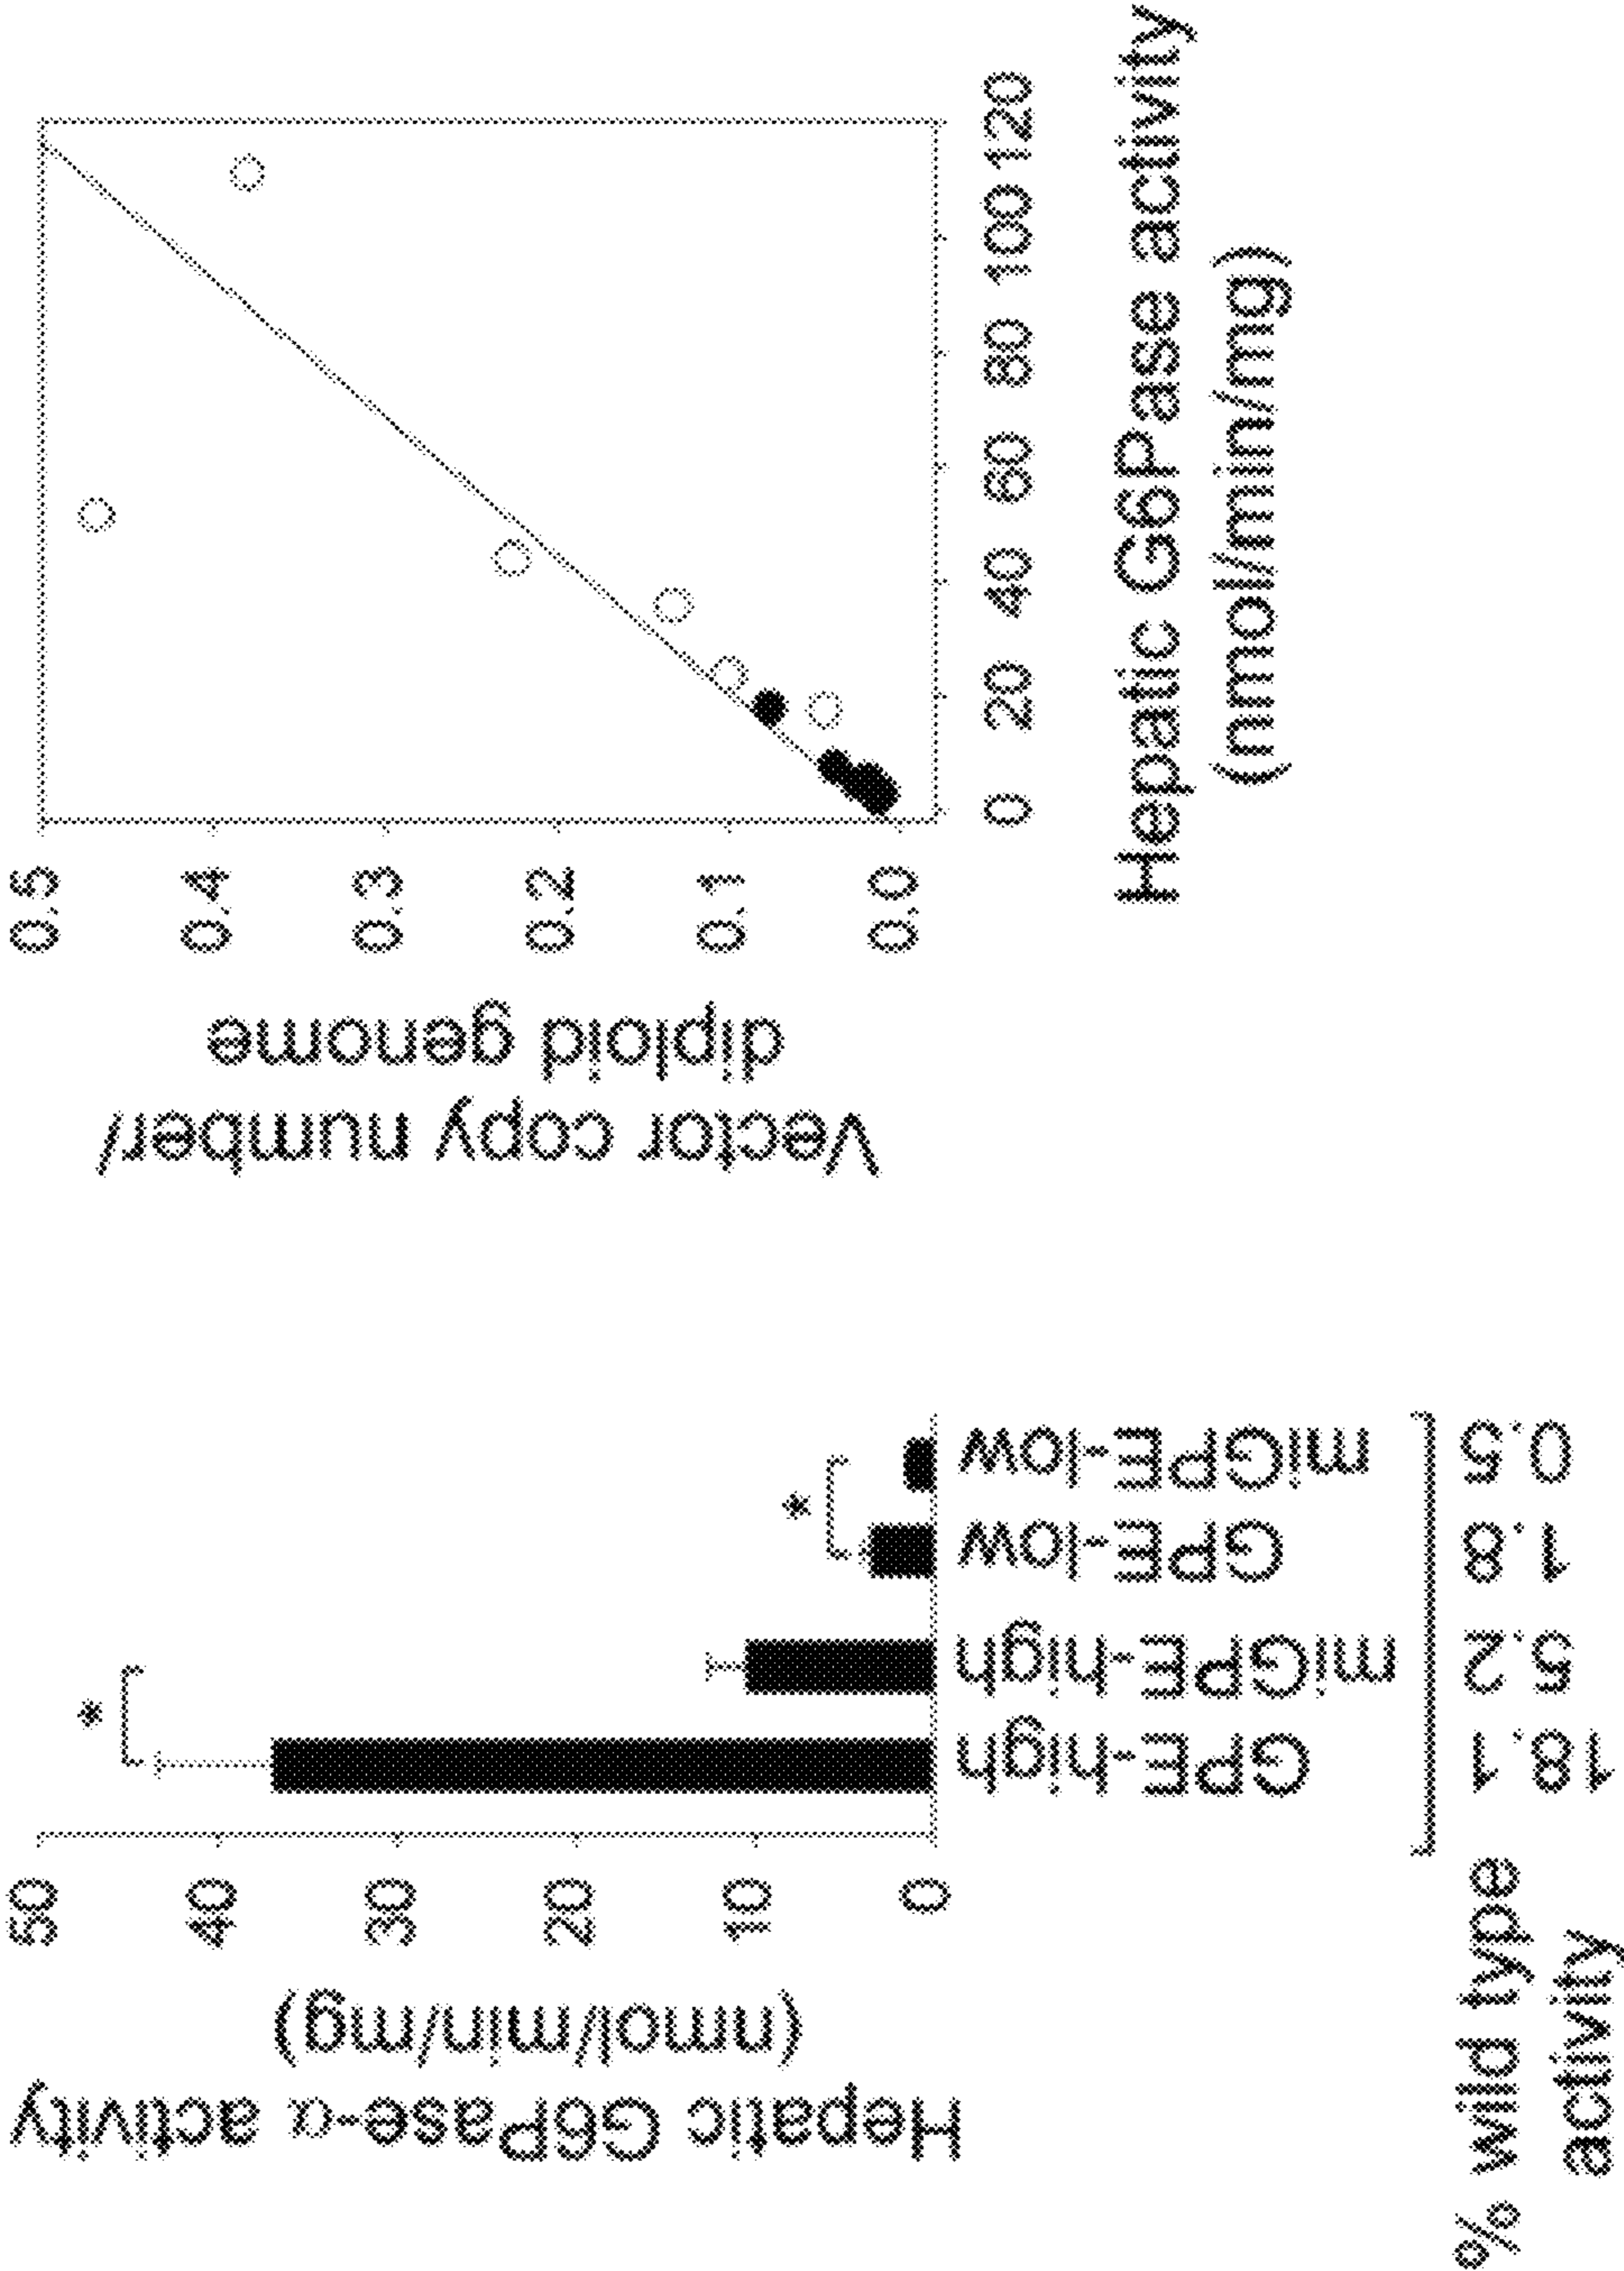 Hepatic G6Pase-α activity
(nmol/min/mg)
50
40
30
20
10
0
*
*
GPE-high
miGPE-high
GPE-low
miGPE-low
% wild type
activity
18.1
5.2
1.8
0.5
Vector copy number/
diploid genome
0.5
0.4
0.3
0.2
0.1
0.0
0 20 40 60 80 100 120
Hepatic G6Pase activity
(nmol/min/mg)